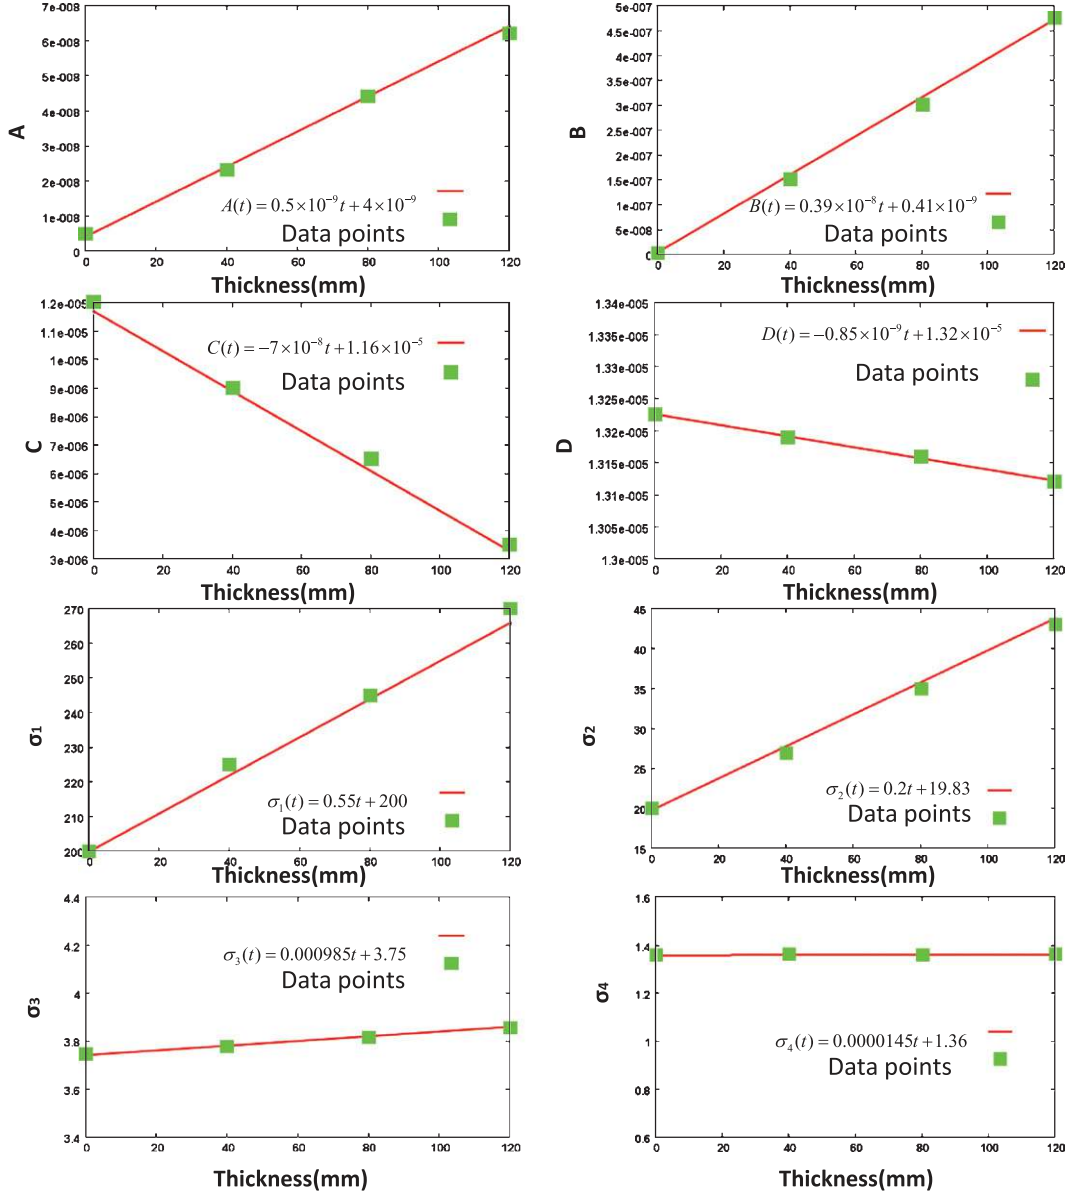 7e-008
6e-008
5e-008
4e-008
3e-008
2e-008
1e-008
0
A
A(t) = 0.5×10⁻⁹t + 4×10⁻⁹
Data points
0 20 40 60 80 100 120
Thickness(mm)
5e-007
4.5e-007
4e-007
3.5e-007
3e-007
2.5e-007
2e-007
1.5e-007
1e-007
5e-008
0
B
B(t) = 0.39×10⁻⁸t + 0.41×10⁻⁹
Data points
0 20 40 60 80 100 120
Thickness(mm)
1.2e-005
1.1e-005
1e-005
9e-006
8e-006
7e-006
6e-006
5e-006
4e-006
3e-006
C
C(t) = −7×10⁻⁸t + 1.16×10⁻⁵
Data points
0 20 40 60 80 100 120
Thickness(mm)
1.34e-005
1.335e-005
1.33e-005
1.325e-005
1.32e-005
1.315e-005
1.31e-005
1.305e-005
1.3e-005
D
D(t) = −0.85×10⁻⁹t + 1.32×10⁻⁵
Data points
0 20 40 60 80 100 120
Thickness(mm)
270
260
250
240
230
220
210
200
σ1
σ₁(t) = 0.55t + 200
Data points
0 20 40 60 80 100 120
Thickness(mm)
45
40
35
30
25
20
15
σ2
σ₂(t) = 0.2t + 19.83
Data points
0 20 40 60 80 100 120
Thickness(mm)
4.4
4.2
4
3.8
3.6
3.4
σ3
σ₃(t) = 0.000985t + 3.75
Data points
0 20 40 60 80 100 120
Thickness(mm)
1.6
1.4
1.2
1
0.8
0.6
σ4
σ₄(t) = 0.0000145t + 1.36
Data points
0 20 40 60 80 100 120
Thickness(mm)